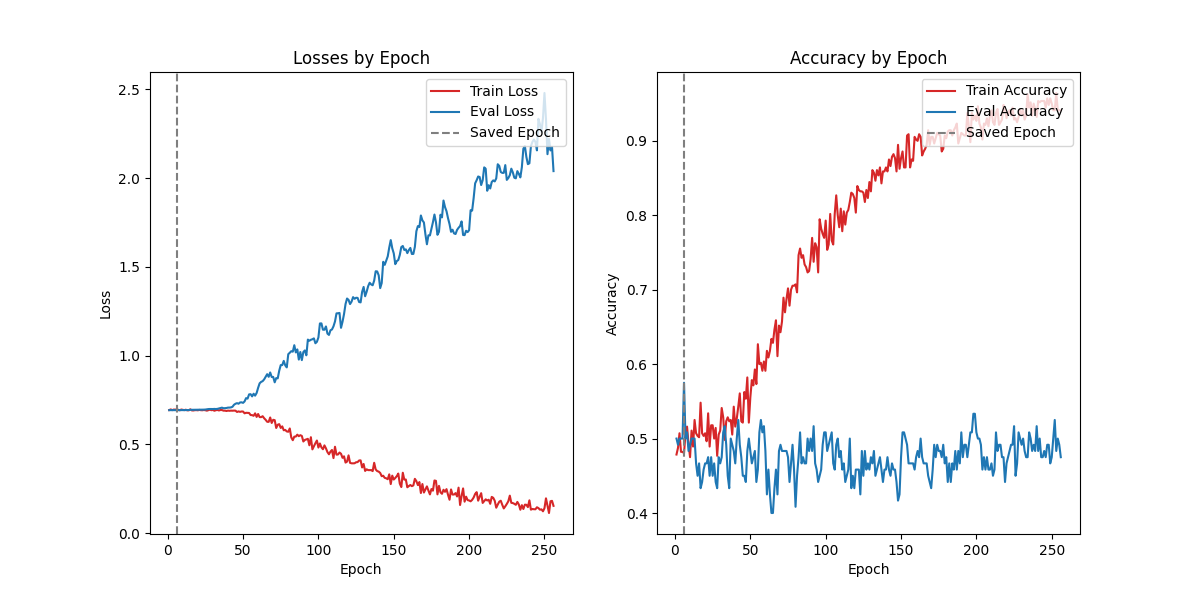 Losses by Epoch
Train Loss
Eval Loss
Saved Epoch
2.5
2.0
1.5
1.0
0.5
0.0
Loss
0
50
100
150
200
250
Epoch
Accuracy by Epoch
Train Accuracy
Eval Accuracy
Saved Epoch
0.9
0.8
0.7
0.6
0.5
0.4
Accuracy
0
50
100
150
200
250
Epoch